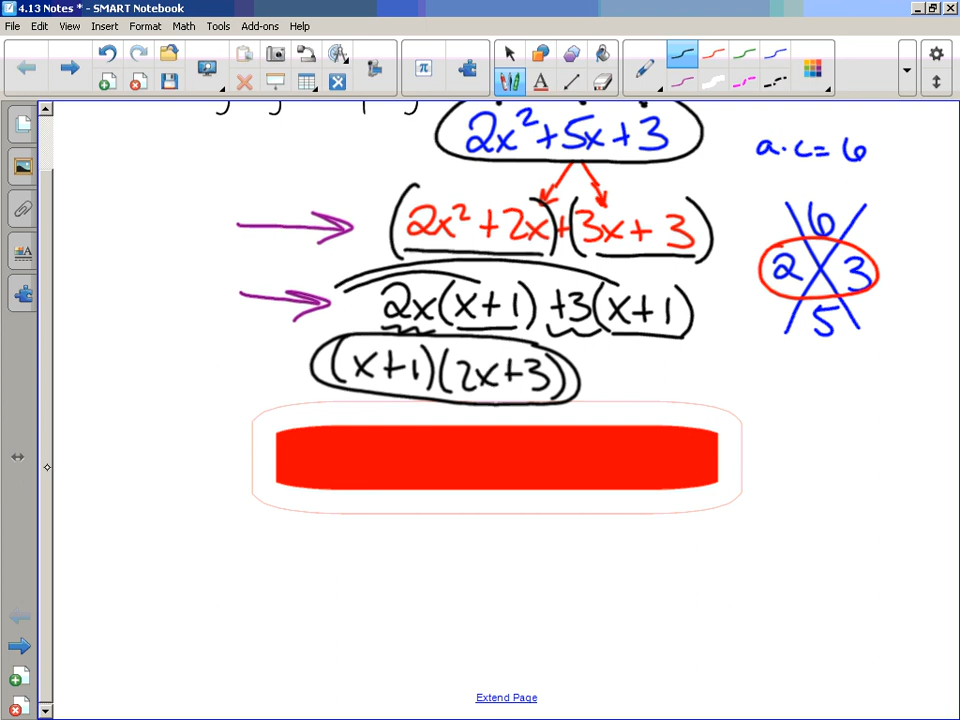 4.13 Notes * - SMART Notebook
File Edit View Insert Format Math Tools Add-ons Help
2x²+5x+3
a·c=6
(2x²+2x)+(3x+3)
6
2 3
5
2x(x+1)+3(x+1)
(x+1)(2x+3)
Extend Page